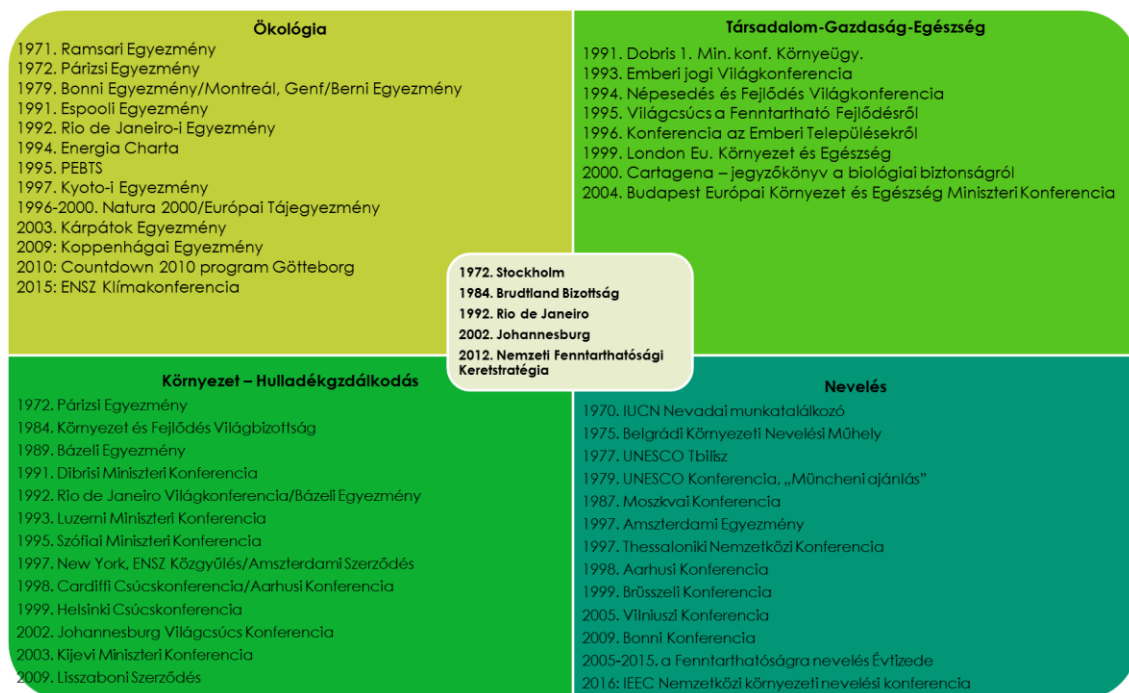 Ökológia
1971. Ramsari Egyezmény
1972. Párizsi Egyezmény
1979. Bonni Egyezmény/Montreál, Genf/Berni Egyezmény
1991. Espooli Egyezmény
1992. Rio de Janeiro-i Egyezmény
1994. Energia Charta
1995. PEBTS
1997. Kyoto-i Egyezmény
1996-2000. Natura 2000/Európai Tájegyezmény
2003. Kárpátok Egyezmény
2009: Koppenhágai Egyezmény
2010: Countdown 2010 program Götteborg
2015: ENSZ Klímakonferencia
Társadalom-Gazdaság-Egészség
1991. Dobris 1. Min. konf. Környeügy.
1993. Emberi jogi Világkonferencia
1994. Népesedés és Fejlődés Világkonferencia
1995. Világcsúcs a Fenntartható Fejlődésről
1996. Konferencia az Emberi Településekről
1999. London Eu. Környezet és Egészség
2000. Cartagena – jegyzőkönyv a biológiai biztonságról
2004. Budapest Európai Környezet és Egészség Miniszteri Konferencia
1972. Stockholm
1984. Brudtland Bizottság
1992. Rio de Janeiro
2002. Johannesburg
2012. Nemzeti Fenntarthatósági
Keretstratégia
Környezet – Hulladékgzdálkodás
1972. Párizsi Egyezmény
1984. Környezet és Fejlődés Világbizottság
1989. Bázeli Egyezmény
1991. Dibrisi Miniszteri Konferencia
1992. Rio de Janeiro Világkonferencia/Bázeli Egyezmény
1993. Luzerni Miniszteri Konferencia
1995. Szófiai Miniszteri Konferencia
1997. New York, ENSZ Közgyűlés/Amszterdami Szerződés
1998. Cardiffi Csúcskonferencia/Aarhusi Konferencia
1999. Helsinki Csúcskonferencia
2002. Johannesburg Világcsúcs Konferencia
2003. Kijevi Miniszteri Konferencia
2009. Lisszaboni Szerződés
Nevelés
1970. IUCN Nevadai munkatalálkozó
1975. Belgrádi Környezeti Nevelési Műhely
1977. UNESCO Tbilisz
1979. UNESCO Konferencia, „Müncheni ajánlás”
1987. Moszkvai Konferencia
1997. Amszterdami Egyezmény
1997. Thessaloniki Nemzetközi Konferencia
1998. Aarhusi Konferencia
1999. Brüsszeli Konferencia
2005. Vilniuszi Konferencia
2009. Bonni Konferencia
2005-2015. a Fenntarthatóságra nevelés Évtizede
2016: IEEC Nemzetközi környezeti nevelési konferencia